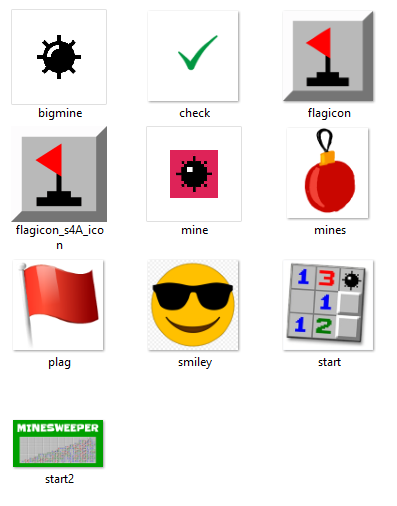 bigmine
check
flagicon
flagicon_s4A_ico
n
mine
mines
1 3
1
1 2
plag
smiley
start
MINESWEEPER
start2